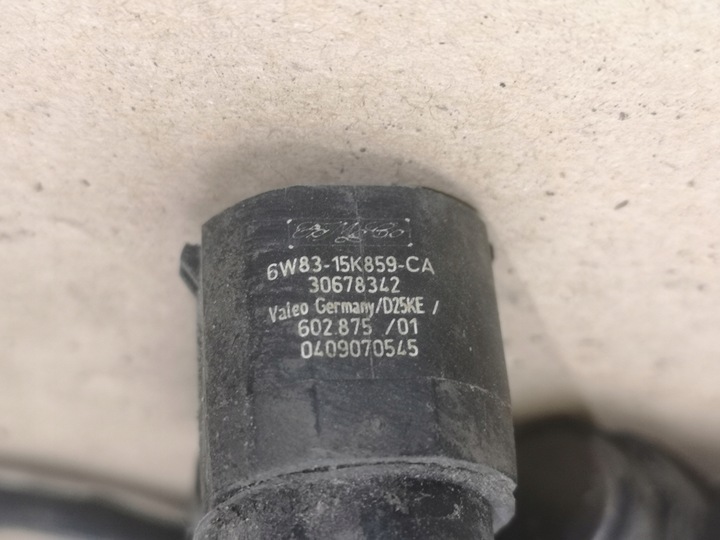 6W83-15K859-CA
30678342
Valeo Germany/D25KE /
602.875 /01
0409070545